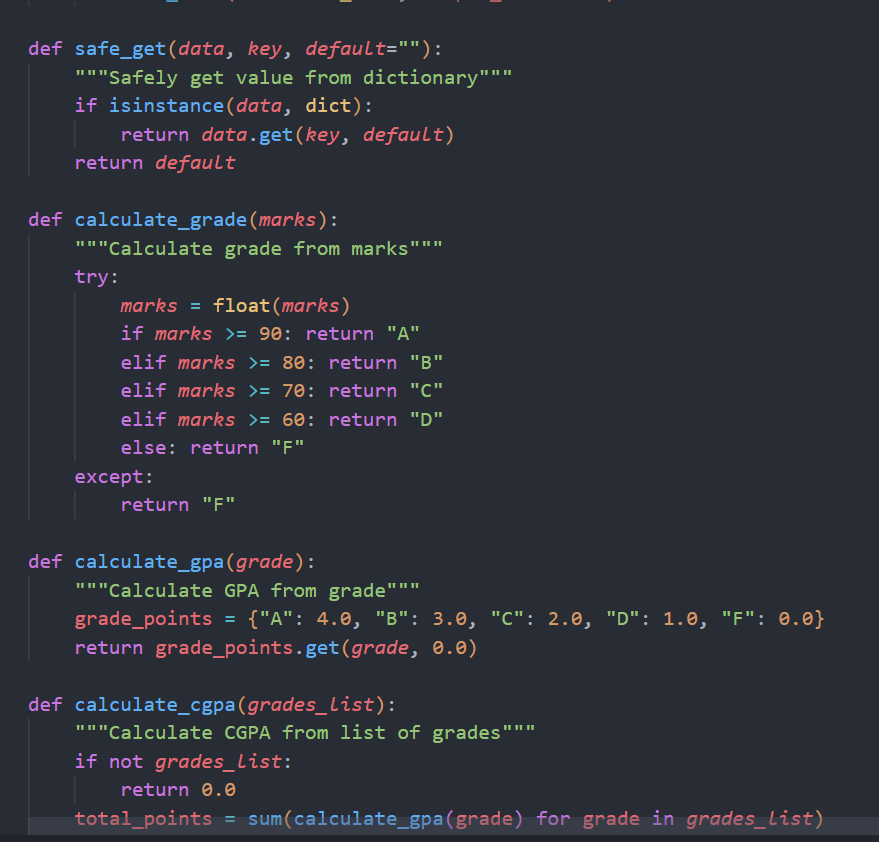 def safe_get(data, key, default=""):
    """Safely get value from dictionary"""
    if isinstance(data, dict):
        return data.get(key, default)
    return default

def calculate_grade(marks):
    """Calculate grade from marks"""
    try:
        marks = float(marks)
        if marks >= 90: return "A"
        elif marks >= 80: return "B"
        elif marks >= 70: return "C"
        elif marks >= 60: return "D"
        else: return "F"
    except:
        return "F"

def calculate_gpa(grade):
    """Calculate GPA from grade"""
    grade_points = {"A": 4.0, "B": 3.0, "C": 2.0, "D": 1.0, "F": 0.0}
    return grade_points.get(grade, 0.0)

def calculate_cgpa(grades_list):
    """Calculate CGPA from list of grades"""
    if not grades_list:
        return 0.0
    total_points = sum(calculate_gpa(grade) for grade in grades_list)